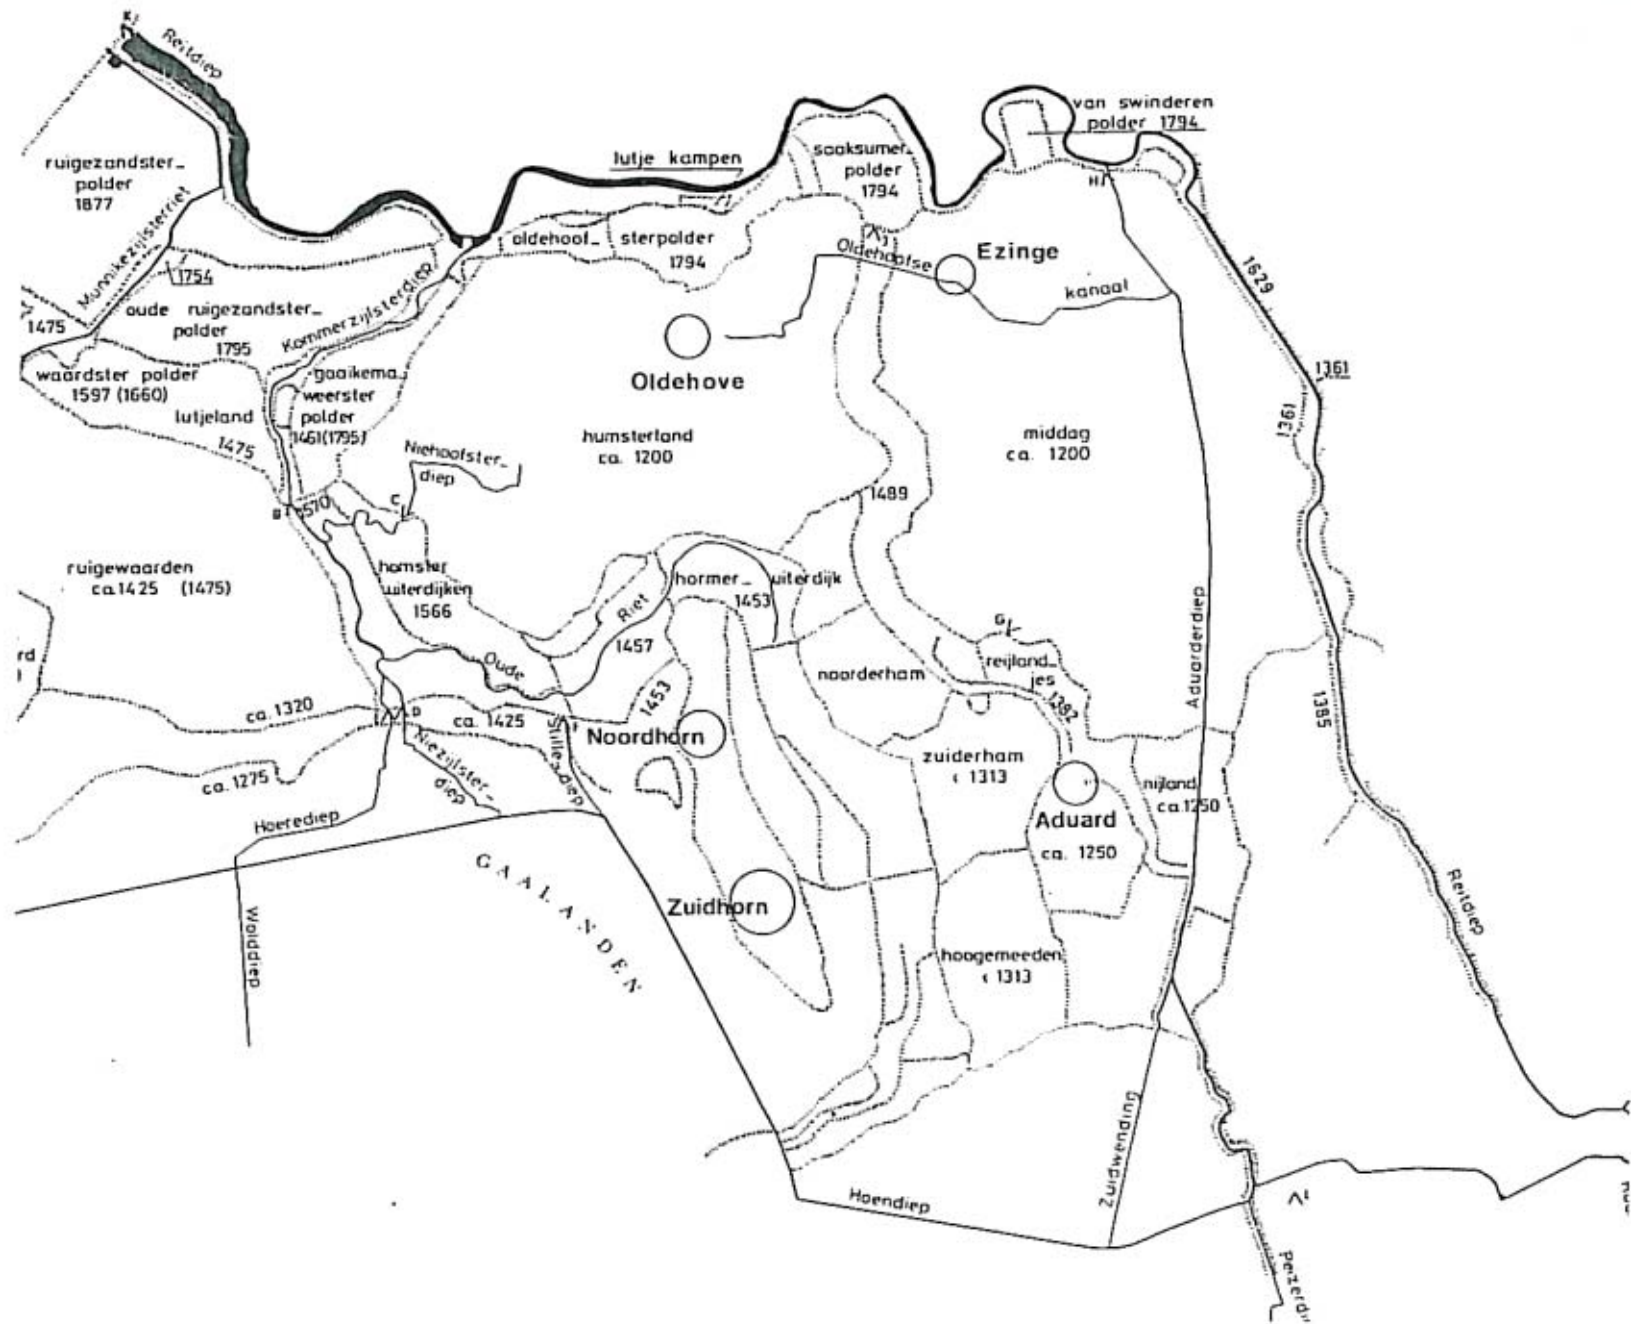 K
Reitdiep
van swinderen
polder 1794
ruigezandster_
polder
1877
lutje kampen
saaksumer_
polder
1794
H
Munnikezijlsterriet
oldehoof_
sterpolder
1794
J
Oldehoofse
Ezinge
kanaal
1629
1754
1475
oude ruigezandster_
polder
1795
Kommerzijlsterdiep
waardster polder
1597 (1660)
lutjeland
1475
gaaikema_
weerster
polder
1461(1795)
Oldehove
1361
1361
humsterland
ca. 1200
middag
ca. 1200
Niehoofster_
diep
C
B
1570
1489
ruigewaarden
ca.1425 (1475)
homster
uiterdijken
1566
hormer_
uiterdijk
1453
Riet
1457
Oude
Aduarderdiep
G
reijland_
jes
noorderham
1382
1385
rd
ca. 1320
D
ca. 1425
1453
Noordhorn
Stille diep
Niezijlster_
diep
ca. 1275
zuiderham
< 1313
nijland
ca.1250
Aduard
ca. 1250
Hoerediep
GAALANDEN
Zuidhorn
Wolddiep
hoogemeeden
< 1313
Reitdiep
Zuidwending
Hoendiep
Peizerdi